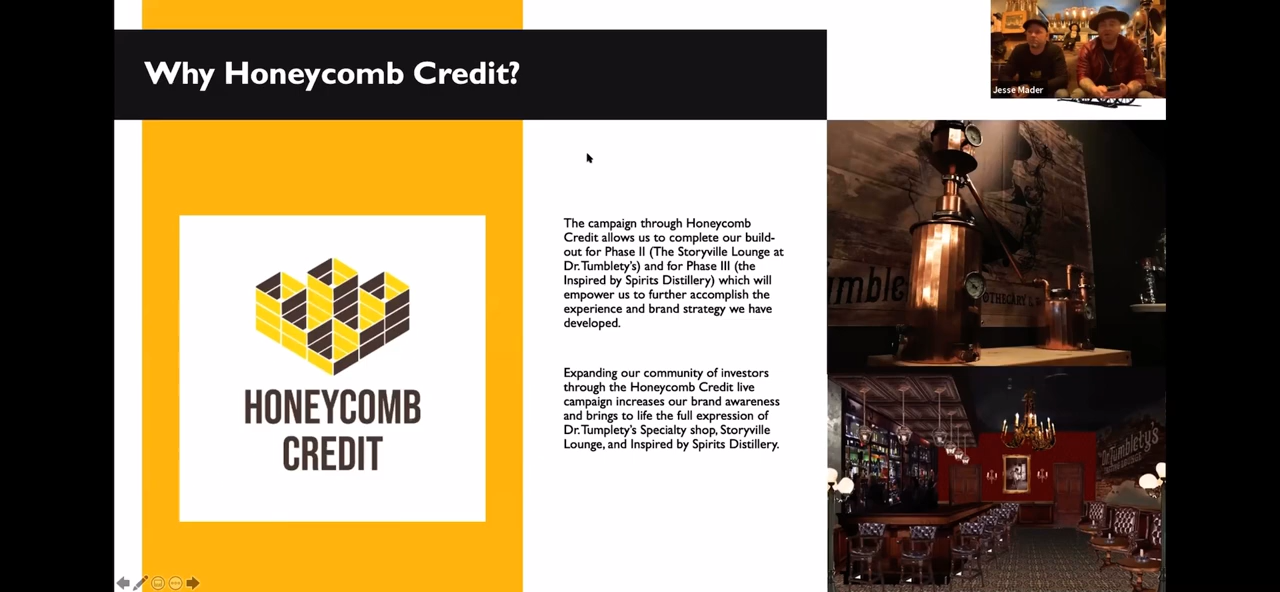 Why Honeycomb Credit?
Jesse Mader
HONEYCOMB
CREDIT
The campaign through Honeycomb
Credit allows us to complete our build-
out for Phase II (The Storyville Lounge at
Dr. Tumblety's) and for Phase III (the
Inspired by Spirits Distillery) which will
empower us to further accomplish the
experience and brand strategy we have
developed.
Expanding our community of investors
through the Honeycomb Credit live
campaign increases our brand awareness
and brings to life the full expression of
Dr. Tumplety's Specialty shop, Storyville
Lounge, and Inspired by Spirits Distillery.
umble
OTHECARY
Dr Tumblety's